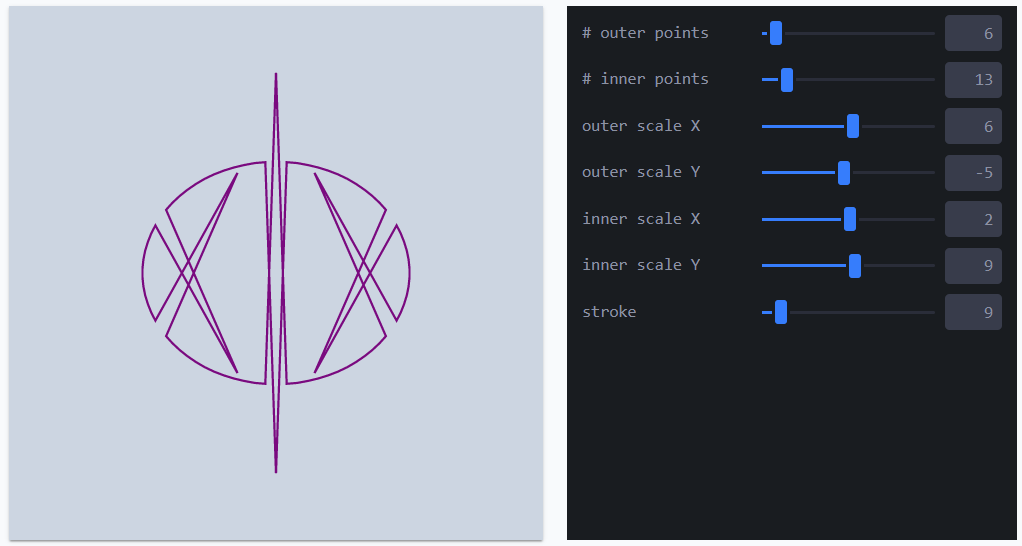 # outer points 6
# inner points 13
outer scale X 6
outer scale Y -5
inner scale X 2
inner scale Y 9
stroke 9